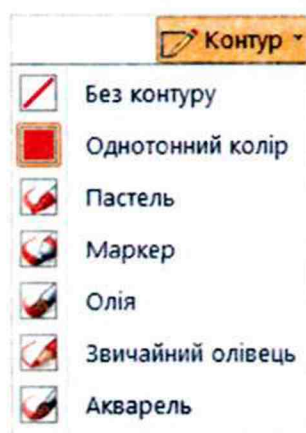 Контур
Без контуру
Однотонний колір
Пастель
Маркер
Олія
Звичайний олівець
Акварель